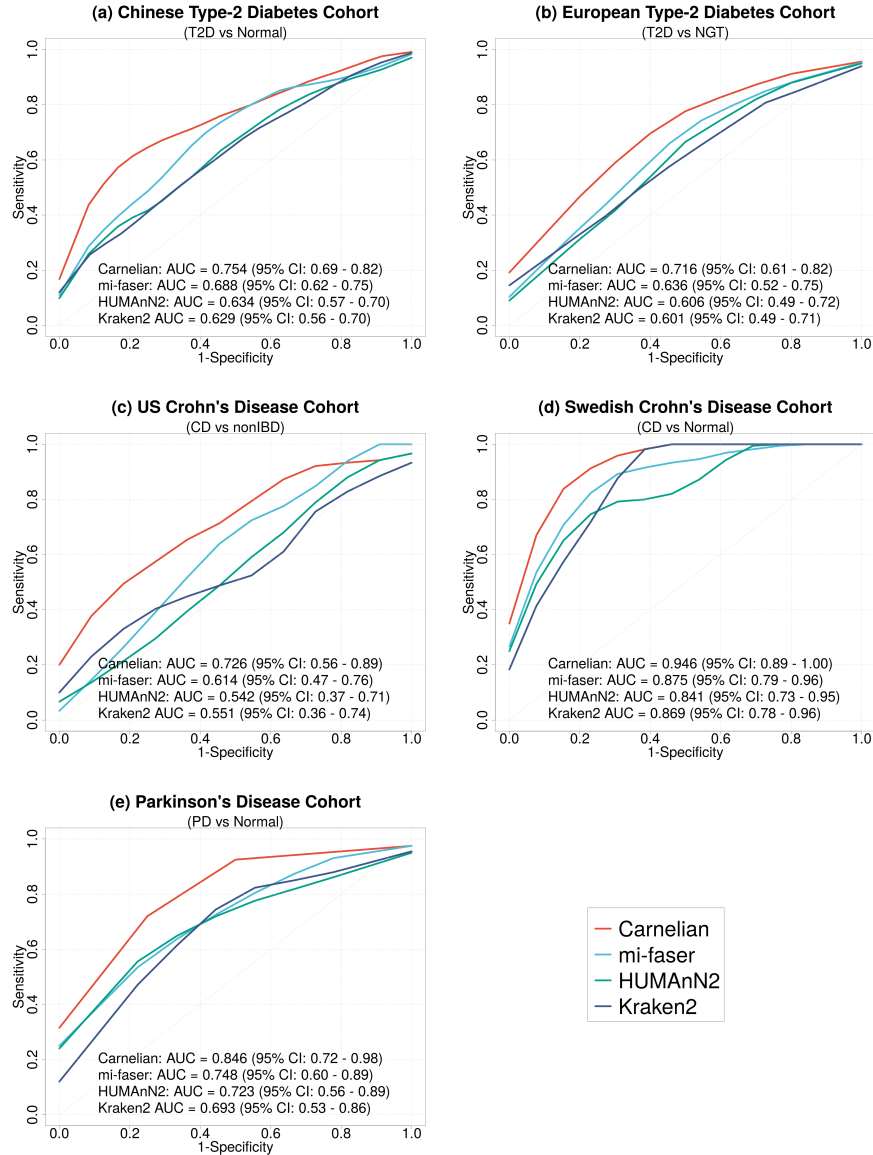 (a) Chinese Type-2 Diabetes Cohort
(T2D vs Normal)
Sensitivity
0.0 0.2 0.4 0.6 0.8 1.0
Carnelian: AUC = 0.754 (95% CI: 0.69 - 0.82)
mi-faser: AUC = 0.688 (95% CI: 0.62 - 0.75)
HUMAnN2: AUC = 0.634 (95% CI: 0.57 - 0.70)
Kraken2 AUC = 0.629 (95% CI: 0.56 - 0.70)
0.0 0.2 0.4 0.6 0.8 1.0
1-Specificity
(b) European Type-2 Diabetes Cohort
(T2D vs NGT)
Sensitivity
0.0 0.2 0.4 0.6 0.8 1.0
Carnelian: AUC = 0.716 (95% CI: 0.61 - 0.82)
mi-faser: AUC = 0.636 (95% CI: 0.52 - 0.75)
HUMAnN2: AUC = 0.606 (95% CI: 0.49 - 0.72)
Kraken2 AUC = 0.601 (95% CI: 0.49 - 0.71)
0.0 0.2 0.4 0.6 0.8 1.0
1-Specificity
(c) US Crohn's Disease Cohort
(CD vs nonIBD)
Sensitivity
0.0 0.2 0.4 0.6 0.8 1.0
Carnelian: AUC = 0.726 (95% CI: 0.56 - 0.89)
mi-faser: AUC = 0.614 (95% CI: 0.47 - 0.76)
HUMAnN2: AUC = 0.542 (95% CI: 0.37 - 0.71)
Kraken2 AUC = 0.551 (95% CI: 0.36 - 0.74)
0.0 0.2 0.4 0.6 0.8 1.0
1-Specificity
(d) Swedish Crohn's Disease Cohort
(CD vs Normal)
Sensitivity
0.0 0.2 0.4 0.6 0.8 1.0
Carnelian: AUC = 0.946 (95% CI: 0.89 - 1.00)
mi-faser: AUC = 0.875 (95% CI: 0.79 - 0.96)
HUMAnN2: AUC = 0.841 (95% CI: 0.73 - 0.95)
Kraken2 AUC = 0.869 (95% CI: 0.78 - 0.96)
0.0 0.2 0.4 0.6 0.8 1.0
1-Specificity
(e) Parkinson's Disease Cohort
(PD vs Normal)
Sensitivity
0.0 0.2 0.4 0.6 0.8 1.0
Carnelian: AUC = 0.846 (95% CI: 0.72 - 0.98)
mi-faser: AUC = 0.748 (95% CI: 0.60 - 0.89)
HUMAnN2: AUC = 0.723 (95% CI: 0.56 - 0.89)
Kraken2 AUC = 0.693 (95% CI: 0.53 - 0.86)
0.0 0.2 0.4 0.6 0.8 1.0
1-Specificity
Carnelian
mi-faser
HUMAnN2
Kraken2